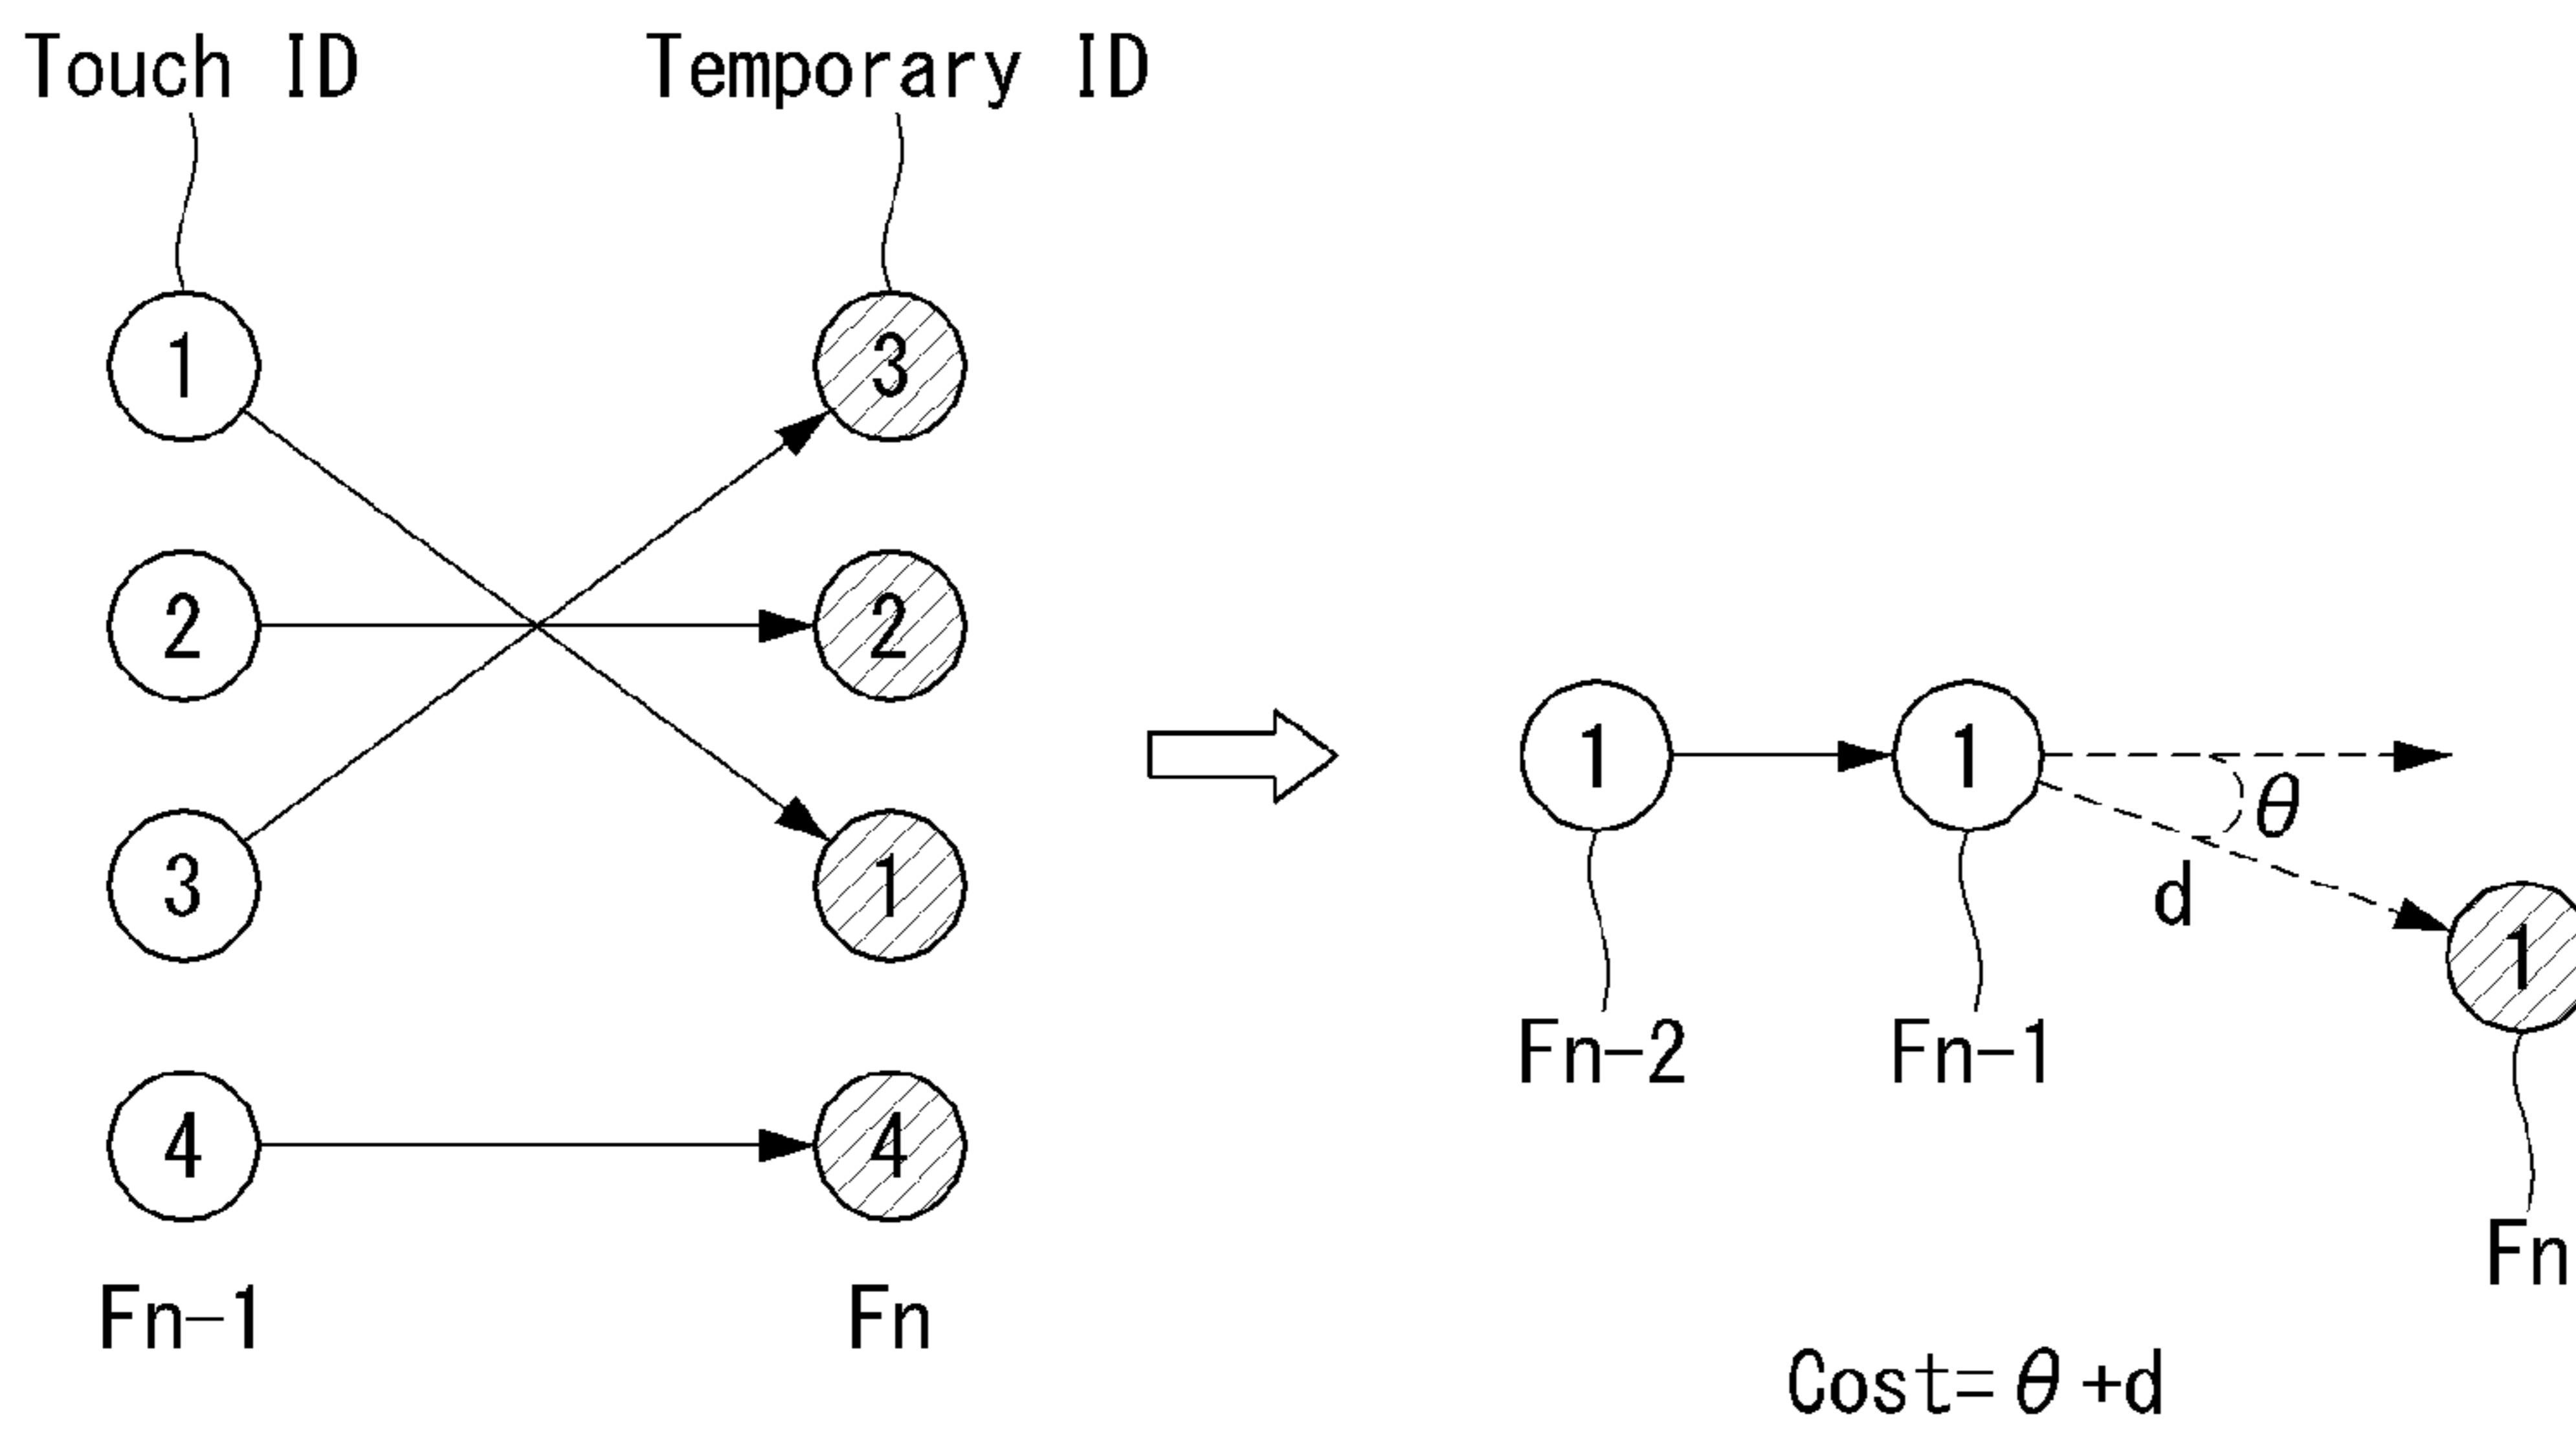 Touch ID
Temporary ID
1
3
2
2
3
1
4
4
Fn-1
Fn
1
1
θ
d
1
Fn-2
Fn-1
Fn
Cost= θ +d